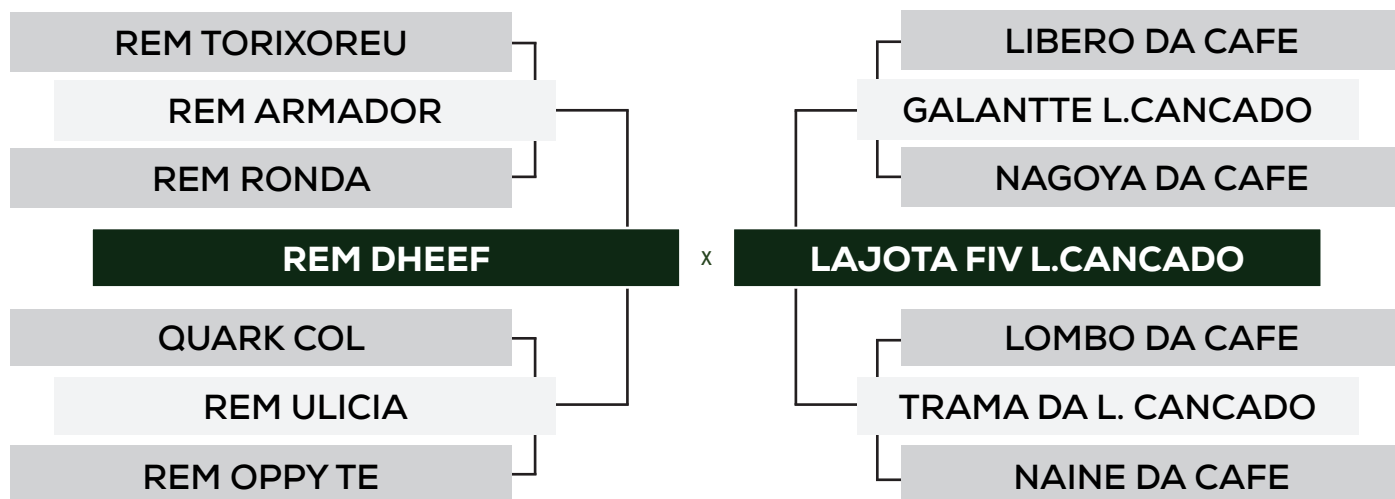 REM TORIXOREU
REM ARMADOR
REM RONDA
REM DHEEF
QUARK COL
REM ULICIA
REM OPPY TE
x
LIBERO DA CAFE
GALANTTE L.CANCADO
NAGOYA DA CAFE
LAJOTA FIV L.CANCADO
LOMBO DA CAFE
TRAMA DA L. CANCADO
NAINE DA CAFE